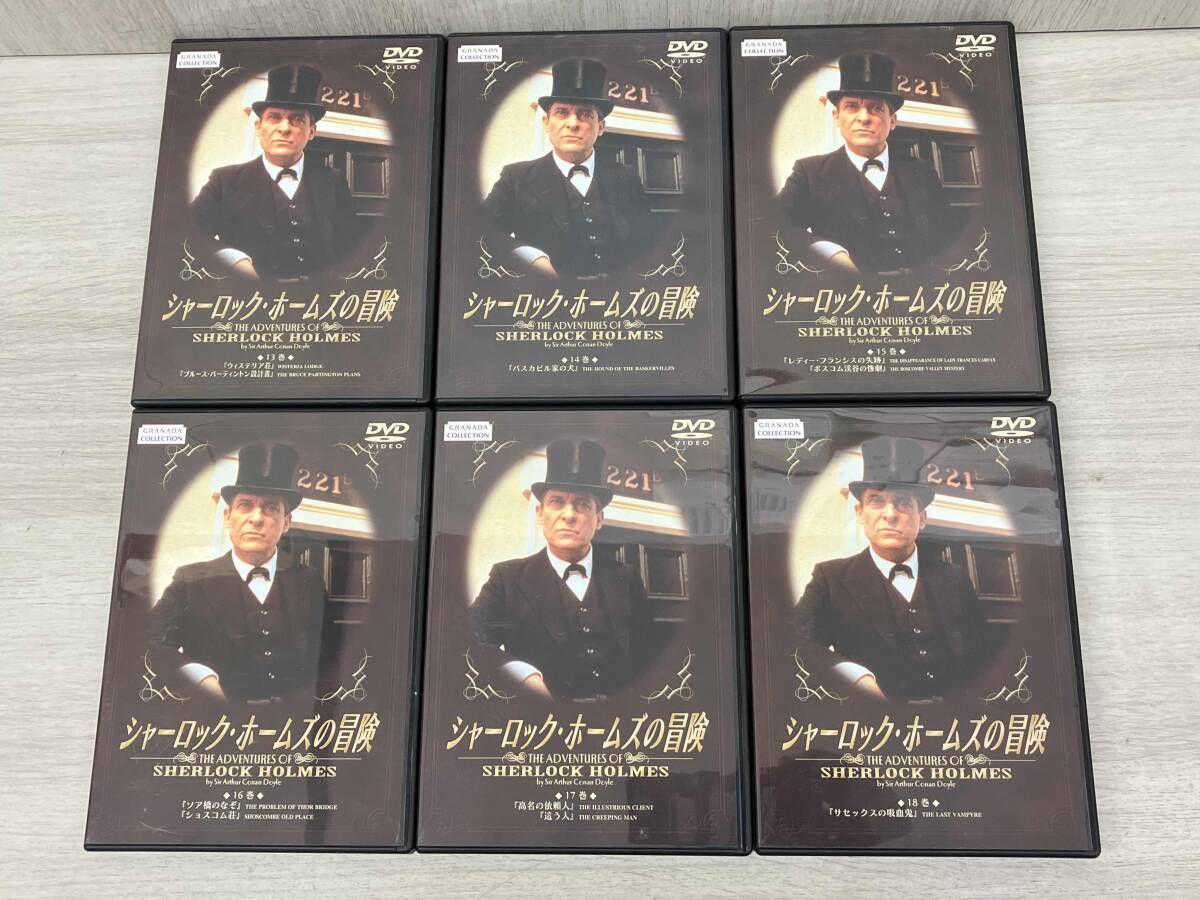 GRANADA
COLLECTION
DVD
VIDEO
221b
シャーロック・ホームズの冒険
THE ADVENTURES OF
SHERLOCK HOLMES
by Sir Arthur Conan Doyle
◆13巻◆
『ウィステリア荘』 WISTERIA LODGE
『ブルース・パーティントン設計書』 THE BRUCE PARTINGTON PLANS
GRANADA
COLLECTION
DVD
VIDEO
221b
シャーロック・ホームズの冒険
THE ADVENTURES OF
SHERLOCK HOLMES
by Sir Arthur Conan Doyle
◆14巻◆
『バスカビル家の犬』 THE HOUND OF THE BASKERVILLES
GRANADA
COLLECTION
DVD
VIDEO
221b
シャーロック・ホームズの冒険
THE ADVENTURES OF
SHERLOCK HOLMES
by Sir Arthur Conan Doyle
◆15巻◆
『レディー・フランシスの失跡』 THE DISAPPEARANCE OF LADY FRANCES CARFAX
『ボスコム渓谷の惨劇』 THE BOSCOMBE VALLEY MYSTERY
GRANADA
COLLECTION
DVD
VIDEO
221b
シャーロック・ホームズの冒険
THE ADVENTURES OF
SHERLOCK HOLMES
by Sir Arthur Conan Doyle
◆16巻◆
『ソア橋のなぞ』 THE PROBLEM OF THOR BRIDGE
『ショスコム荘』 SHOSCOMBE OLD PLACE
GRANADA
COLLECTION
DVD
VIDEO
221b
シャーロック・ホームズの冒険
THE ADVENTURES OF
SHERLOCK HOLMES
by Sir Arthur Conan Doyle
◆17巻◆
『高名の依頼人』 THE ILLUSTRIOUS CLIENT
『這う人』 THE CREEPING MAN
GRANADA
COLLECTION
DVD
VIDEO
221b
シャーロック・ホームズの冒険
THE ADVENTURES OF
SHERLOCK HOLMES
by Sir Arthur Conan Doyle
◆18巻◆
『サセックスの吸血鬼』 THE LAST VAMPYRE